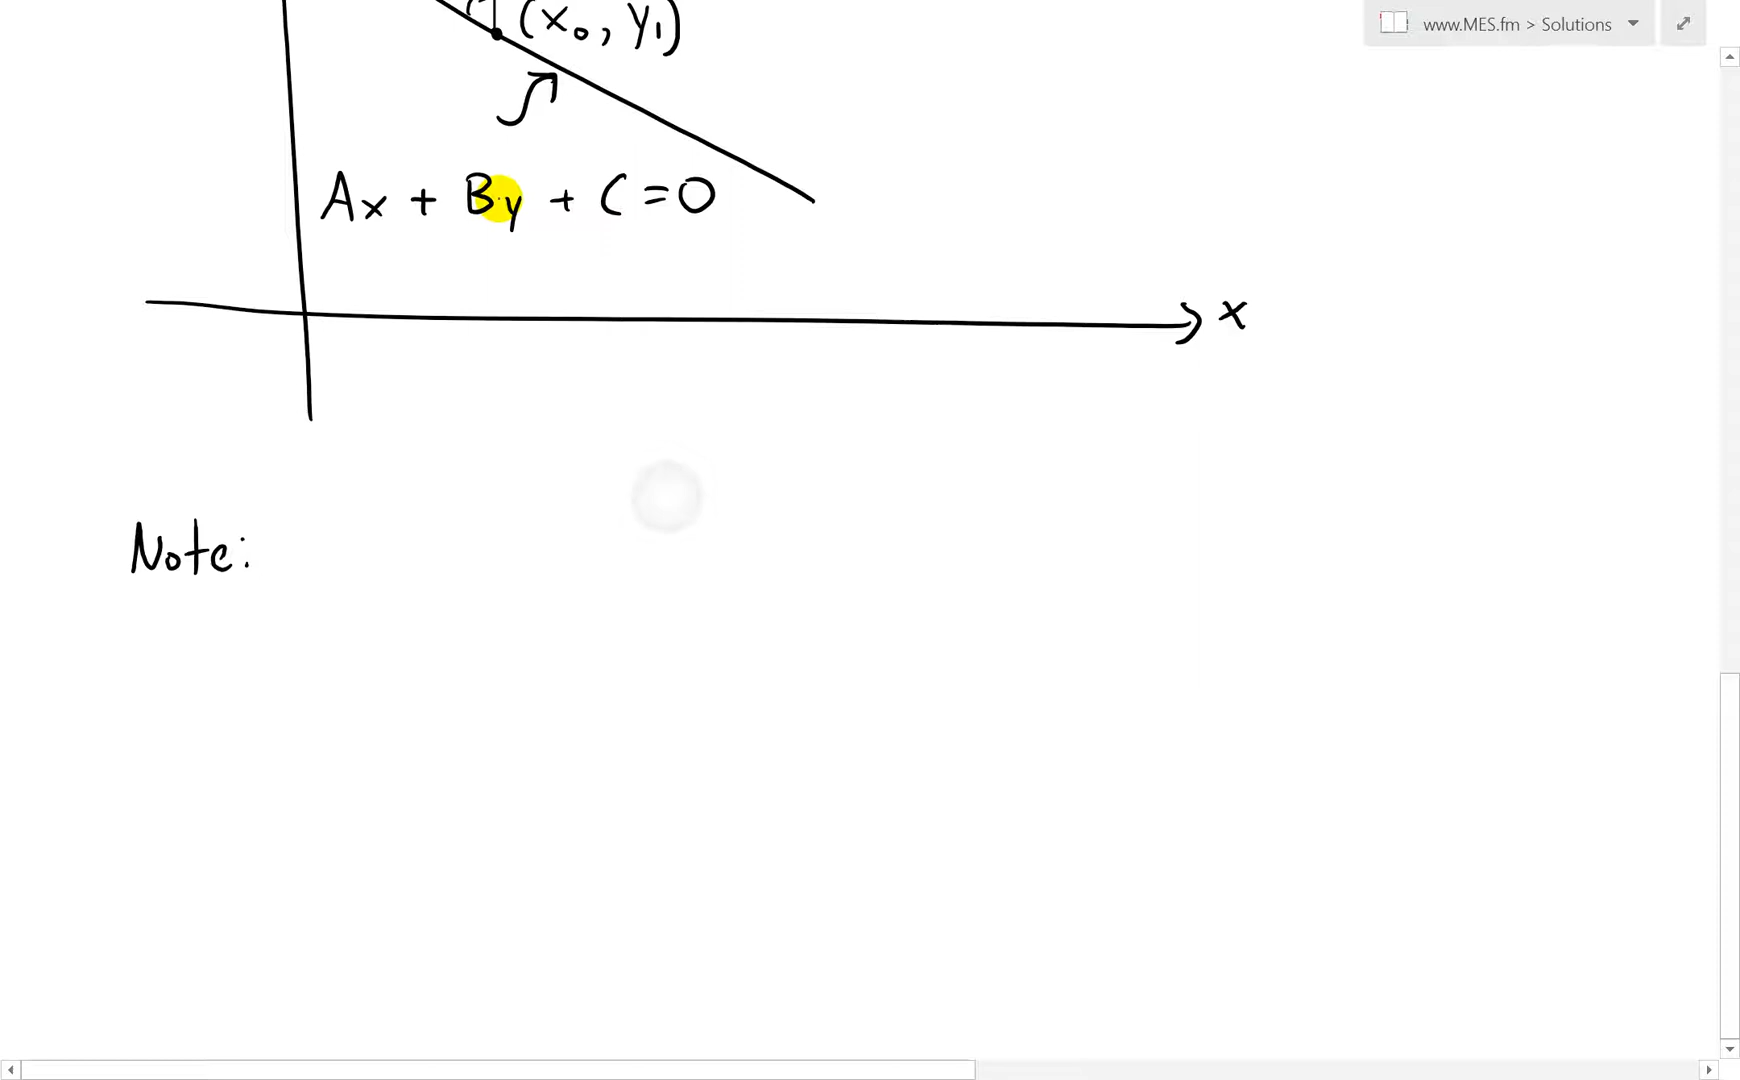 www.MES.fm > Solutions
(x₀, y₁)
Ax + By + C = 0
x
Note: